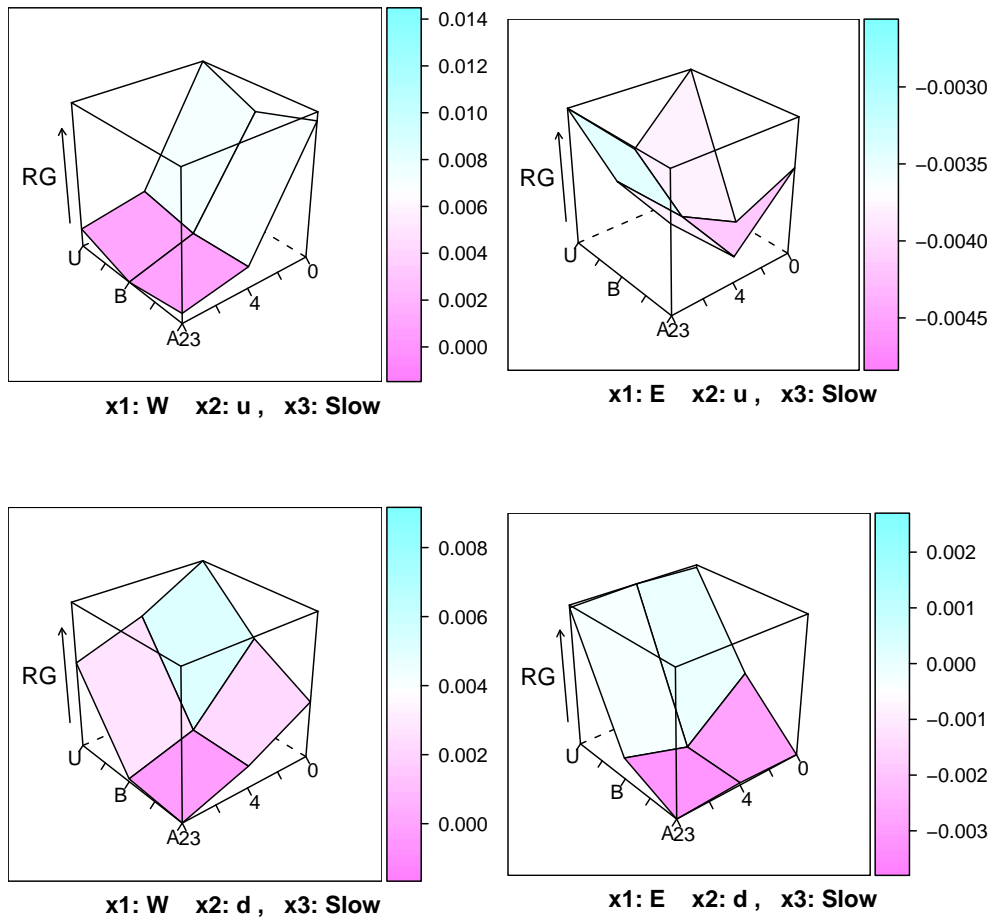 RG
U
B
A23
4
0
0.014
0.012
0.010
0.008
0.006
0.004
0.002
0.000
x1: W x2: u , x3: Slow
RG
U
B
A23
4
0
−0.0030
−0.0035
−0.0040
−0.0045
x1: E x2: u , x3: Slow
RG
U
B
A23
4
0
0.008
0.006
0.004
0.002
0.000
x1: W x2: d , x3: Slow
RG
U
B
A23
4
0
0.002
0.001
0.000
−0.001
−0.002
−0.003
x1: E x2: d , x3: Slow